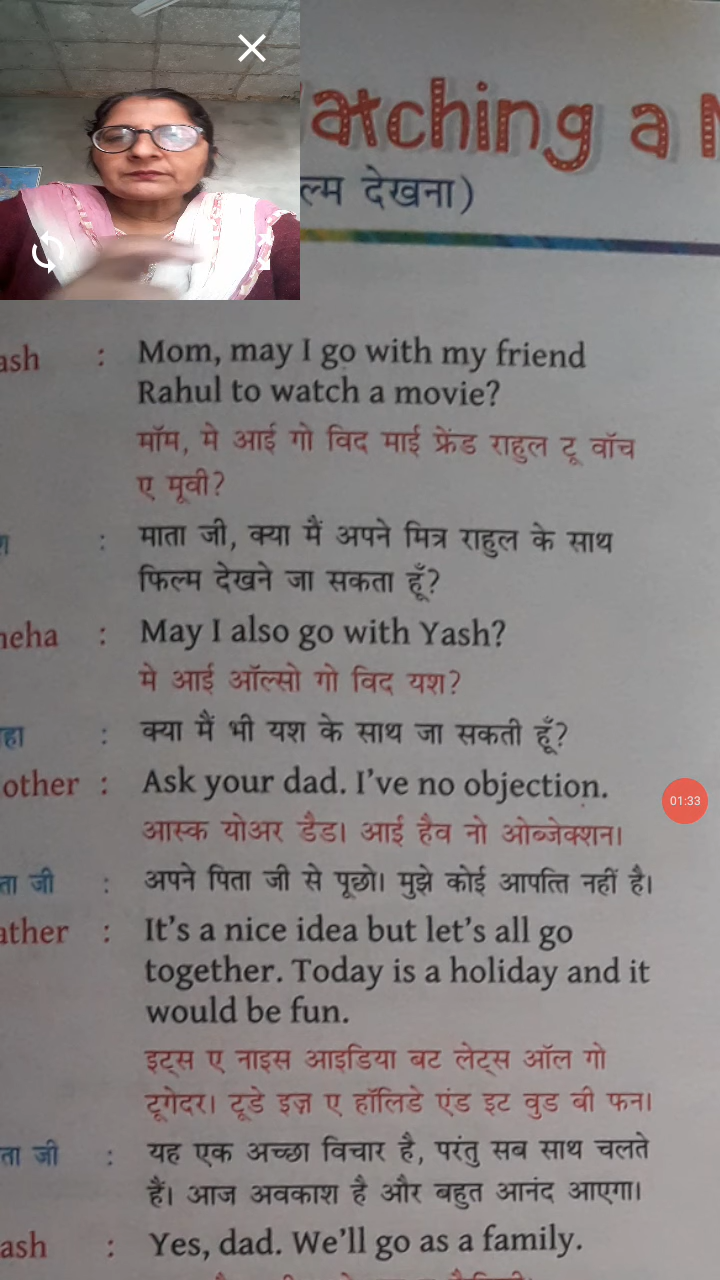 atching a
ल्म देखना)
ash : Mom, may I go with my friend
Rahul to watch a movie?
मॉम, मे आई गो विद माई फ्रेंड राहुल टू वॉच
ए मूवी?
: माता जी, क्या मैं अपने मित्र राहुल के साथ
फिल्म देखने जा सकता हूँ?
neha : May I also go with Yash?
मे आई ऑल्सो गो विद यश?
हा : क्या मैं भी यश के साथ जा सकती हूँ?
other : Ask your dad. I've no objection.
आस्क योअर डैड। आई हैव नो ओब्जेक्शन।
ता जी : अपने पिता जी से पूछो। मुझे कोई आपत्ति नहीं है।
01:33
ather : It's a nice idea but let's all go
together. Today is a holiday and it
would be fun.
इट्स ए नाइस आइडिया बट लेट्स ऑल गो
टूगेदर। टूडे इज़ ए हॉलिडे एंड इट वुड बी फन।
ता जी : यह एक अच्छा विचार है, परंतु सब साथ चलते
हैं। आज अवकाश है और बहुत आनंद आएगा।
ash : Yes, dad. We'll go as a family.